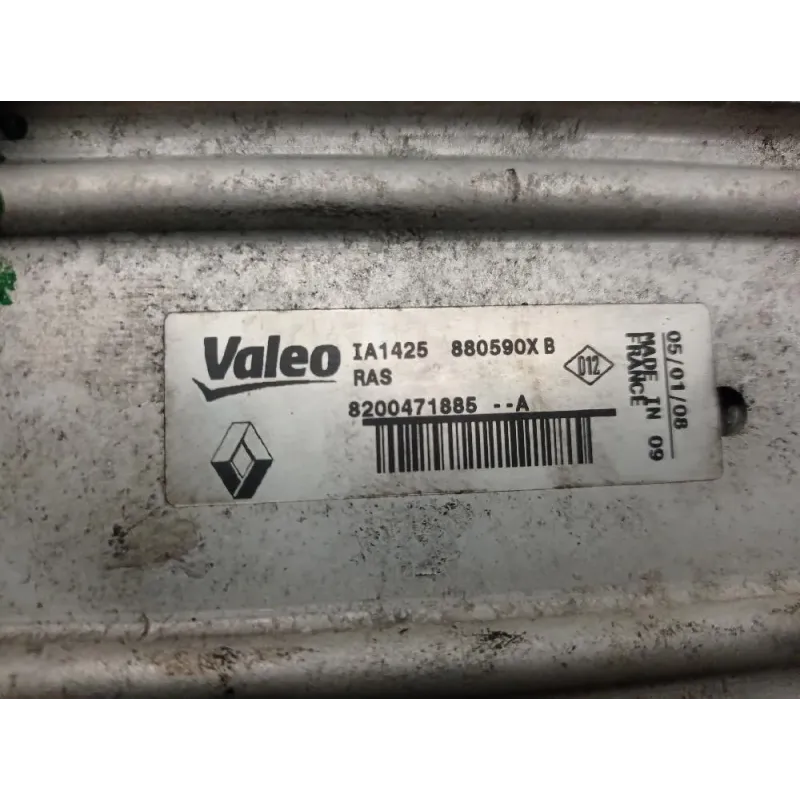 Valeo IA1425 880590X B
RAS
D12
8200471885 --A
05/01/08
MADE IN 09
FRANCE